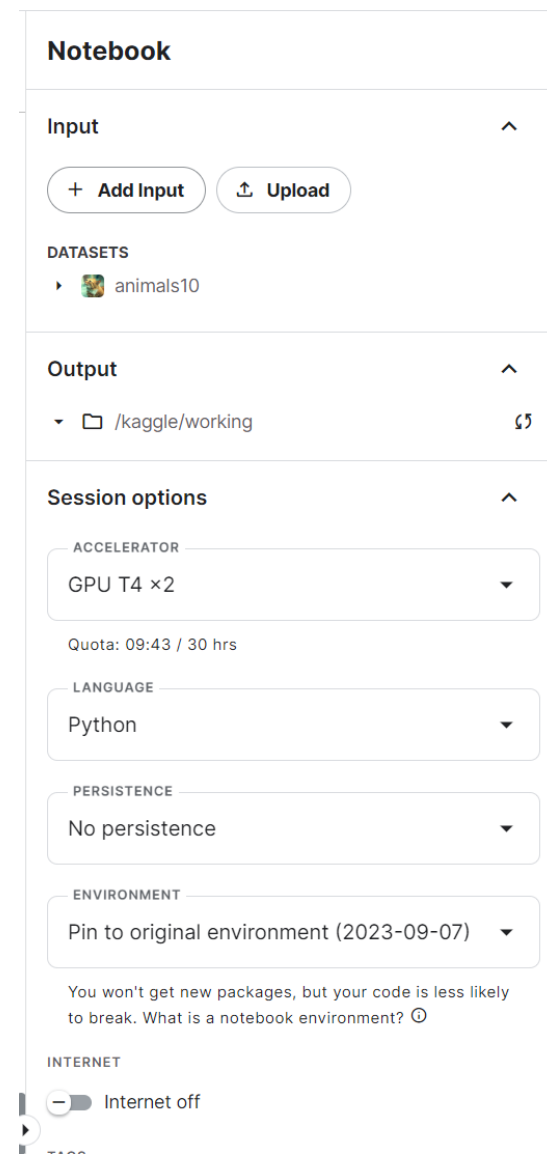 Notebook
Input
+ Add Input
Upload
DATASETS
animals10
Output
/kaggle/working
Session options
ACCELERATOR
GPU T4 ×2
Quota: 09:43 / 30 hrs
LANGUAGE
Python
PERSISTENCE
No persistence
ENVIRONMENT
Pin to original environment (2023-09-07)
You won't get new packages, but your code is less likely
to break. What is a notebook environment?
INTERNET
Internet off
TAGS